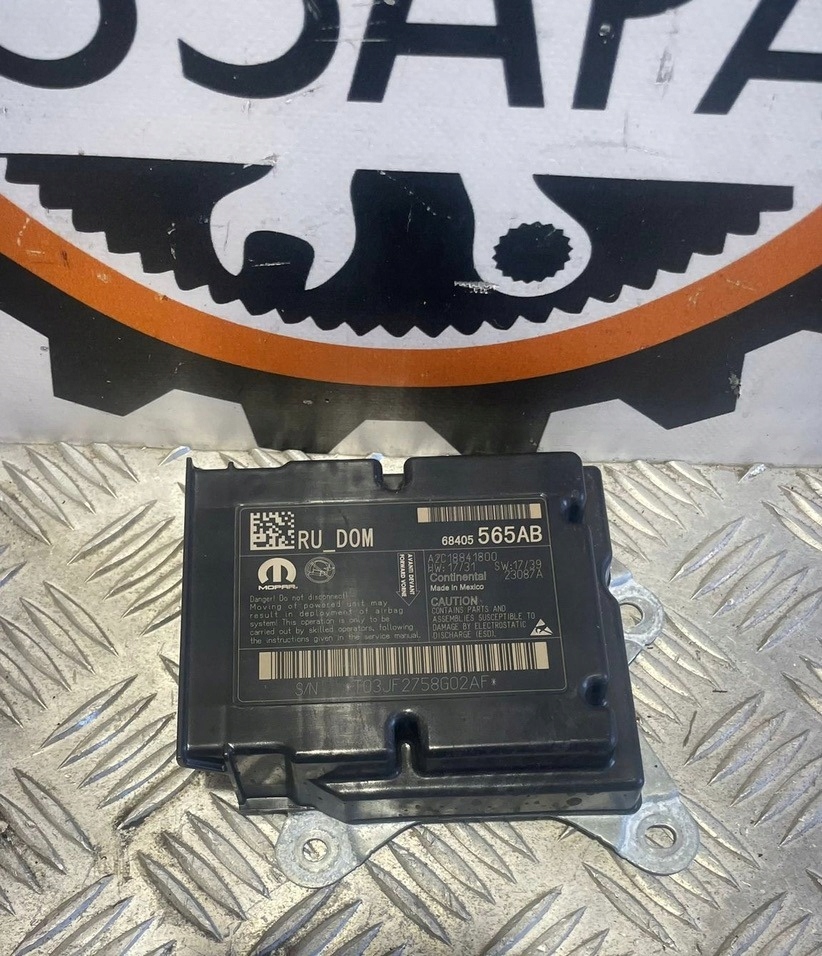 SAPA
RU_DOM
68405 565AB
MOPAR
AVANTI DEVANT
FORWARD VORNE
A2C18841800
HW: 17/31 SW: 17/39
Continental 23087A
Made in Mexico
Danger! Do not disconnect!
Moving of powered unit may
result in deployment of airbag
system! This operation is only to be
carried out by skilled operators, following
the instructions given in the service manual.
CAUTION
CONTAINS PARTS AND
ASSEMBLIES SUSCEPTIBLE TO
DAMAGE BY ELECTROSTATIC
DISCHARGE (ESD).
S/N T03JF2758G02AF*